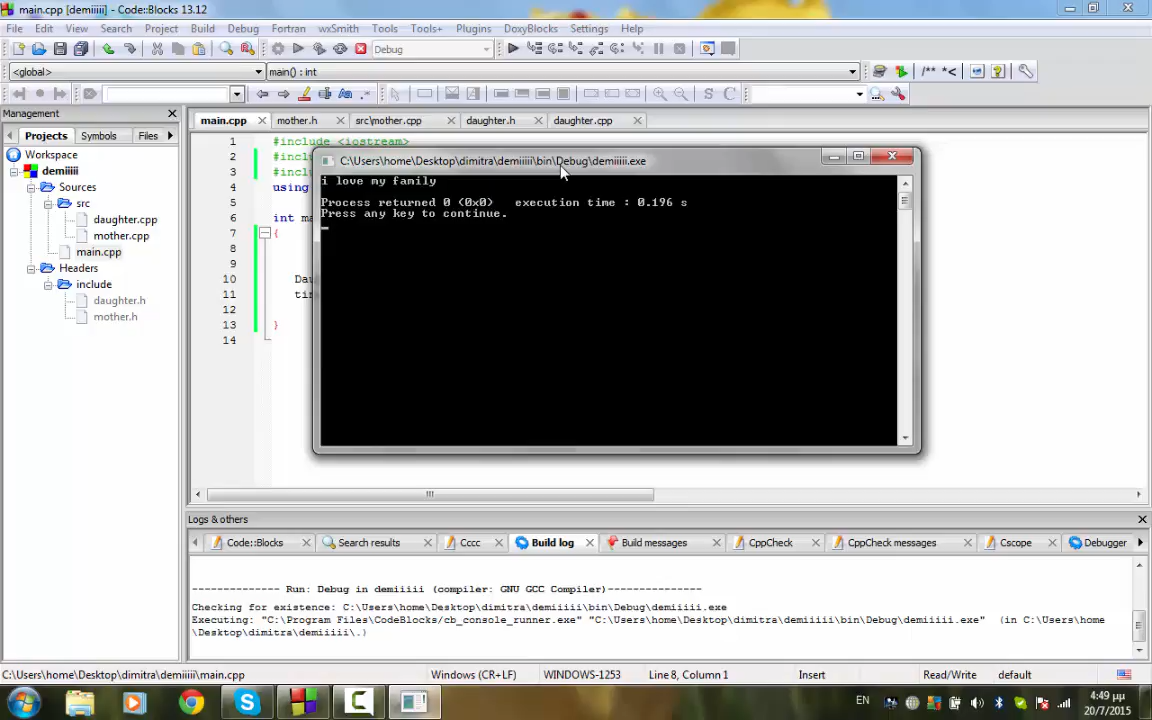 main.cpp [demiiiii] - Code::Blocks 13.12
File Edit View Search Project Build Debug Fortran wxSmith Tools Tools+ Plugins DoxyBlocks Settings Help
Debug
<global> main() : int
/** *<
S C
Management
Projects Symbols Files
Workspace
demiiiii
Sources
src
daughter.cpp
mother.cpp
main.cpp
Headers
include
daughter.h
mother.h
main.cpp mother.h src\mother.cpp daughter.h daughter.cpp
1 #include <iostream>
2 #inclu
3 #inclu
4 using
5
6 int ma
7 {
8
9
10 Dau
11 tin
12
13 }
14
C:\Users\home\Desktop\dimitra\demiiiii\bin\Debug\demiiiii.exe
i love my family
Process returned 0 (0x0) execution time : 0.196 s
Press any key to continue.
Logs & others
Code::Blocks Search results Cccc Build log Build messages CppCheck CppCheck messages Cscope Debugger
-------------- Run: Debug in demiiiii (compiler: GNU GCC Compiler)---------------
Checking for existence: C:\Users\home\Desktop\dimitra\demiiiii\bin\Debug\demiiiii.exe
Executing: "C:\Program Files\CodeBlocks/cb_console_runner.exe" "C:\Users\home\Desktop\dimitra\demiiiii\bin\Debug\demiiiii.exe" (in C:\Users\home
\Desktop\dimitra\demiiiii\.)
C:\Users\home\Desktop\dimitra\demiiiii\main.cpp Windows (CR+LF) WINDOWS-1253 Line 8, Column 1 Insert Read/Write default
EN
4:49 μμ
20/7/2015